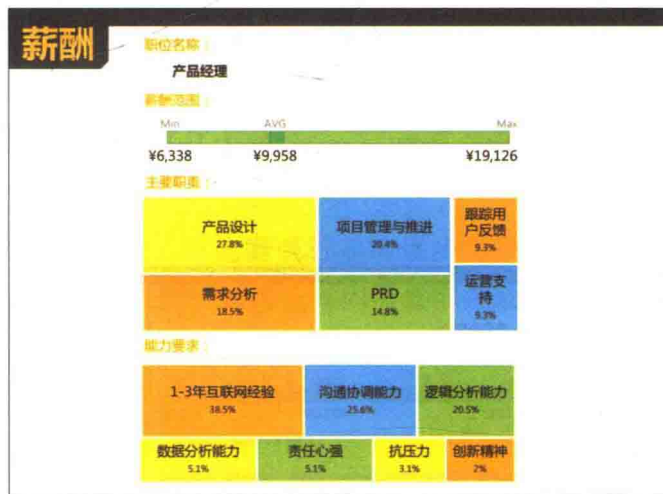 薪酬
职位名称：
产品经理
薪酬范围：
Min AVG Max
¥6,338 ¥9,958 ¥19,126
主要职责：
产品设计
27.8%
项目管理与推进
20.4%
跟踪用
户反馈
9.3%
需求分析
18.5%
PRD
14.8%
运营支
持
9.3%
能力要求：
1-3年互联网经验
38.5%
沟通协调能力
25.6%
逻辑分析能力
20.5%
数据分析能力
5.1%
责任心强
5.1%
抗压力
3.1%
创新精神
2%